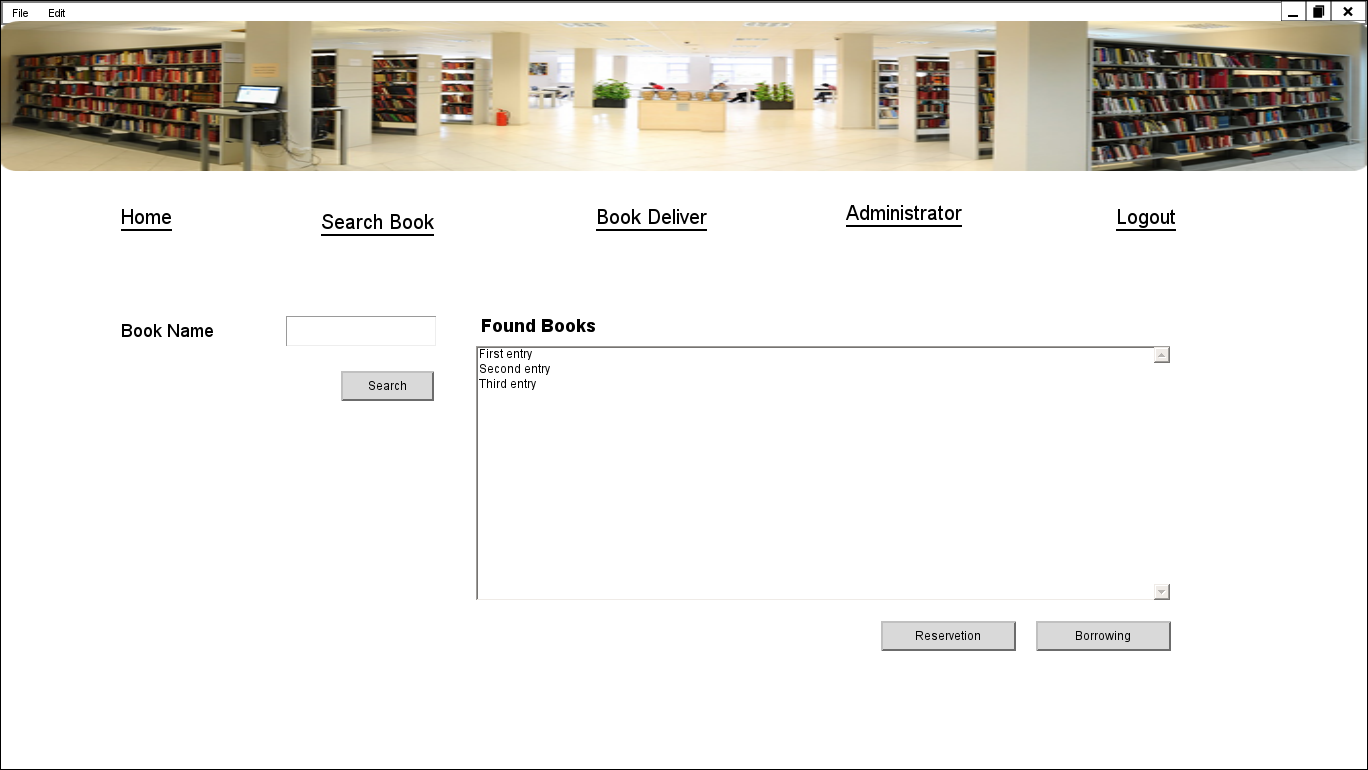 File Edit
Home Search Book Book Deliver Administrator Logout
Book Name
Found Books
First entry
Second entry
Third entry
Search
Reservetion Borrowing